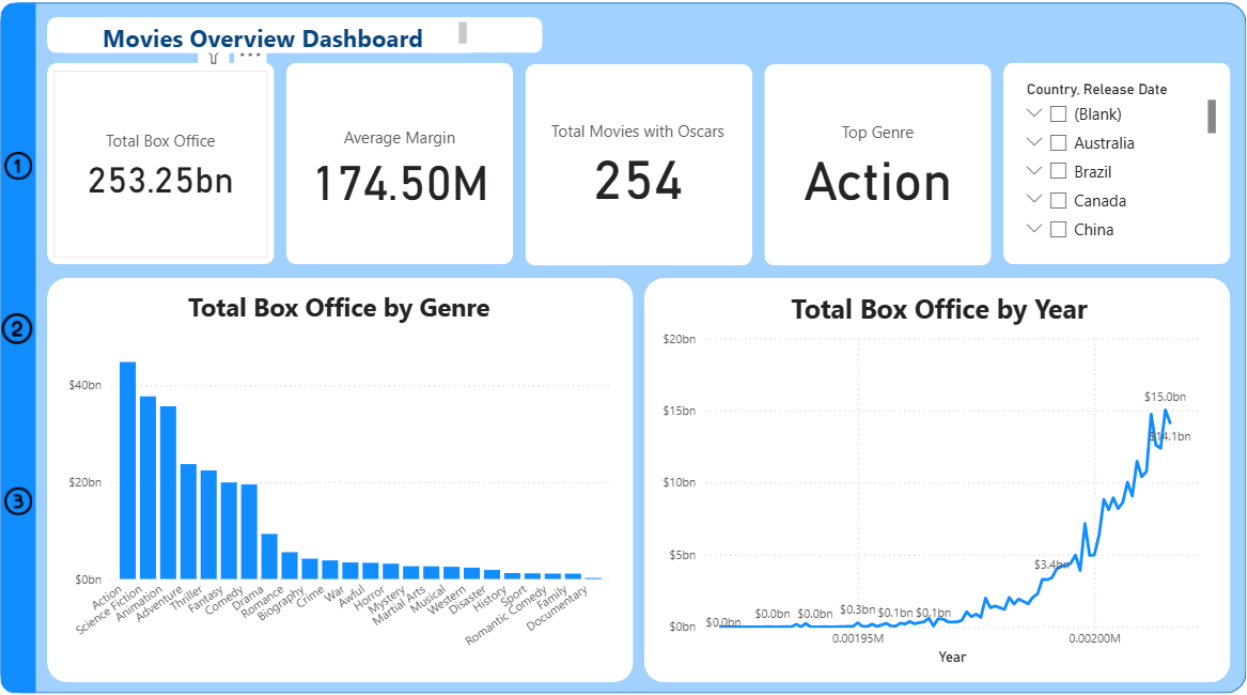 Movies Overview Dashboard
1
2
3
Total Box Office
253.25bn
Average Margin
174.50M
Total Movies with Oscars
254
Top Genre
Action
Country, Release Date
(Blank)
Australia
Brazil
Canada
China
Total Box Office by Genre
$40bn
$20bn
$0bn
Action
Science Fiction
Animation
Adventure
Thriller
Fantasy
Comedy
Drama
Romance
Biography
Crime
War
Awful
Horror
Mystery
Martial Arts
Musical
Western
Disaster
History
Sport
Romantic Comedy
Family
Documentary
Total Box Office by Year
$20bn
$15bn
$10bn
$5bn
$0bn
$0.0bn
$0.0bn
$0.0bn
$0.3bn
$0.1bn
$0.1bn
$3.4bn
$15.0bn
$14.1bn
0.00195M
0.00200M
Year